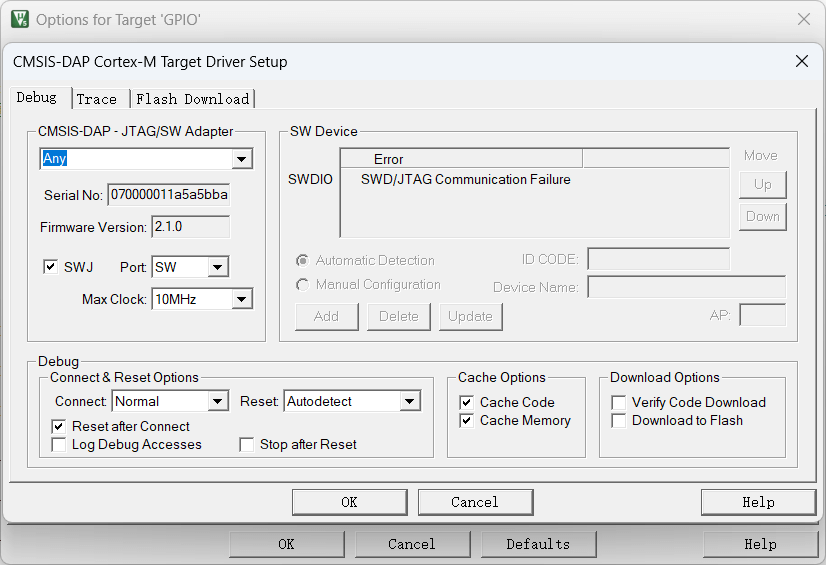 Options for Target 'GPIO'
CMSIS-DAP Cortex-M Target Driver Setup
Debug Trace Flash Download
CMSIS-DAP - JTAG/SW Adapter
Any
Serial No: 070000011a5a5bba
Firmware Version: 2.1.0
SWJ Port: SW
Max Clock: 10MHz
SW Device
Error
SWDIO SWD/JTAG Communication Failure
Move
Up
Down
Automatic Detection ID CODE:
Manual Configuration Device Name:
Add Delete Update AP:
Debug
Connect & Reset Options
Connect: Normal Reset: Autodetect
Reset after Connect
Log Debug Accesses Stop after Reset
Cache Options
Cache Code
Cache Memory
Download Options
Verify Code Download
Download to Flash
OK Cancel Help
OK Cancel Defaults Help